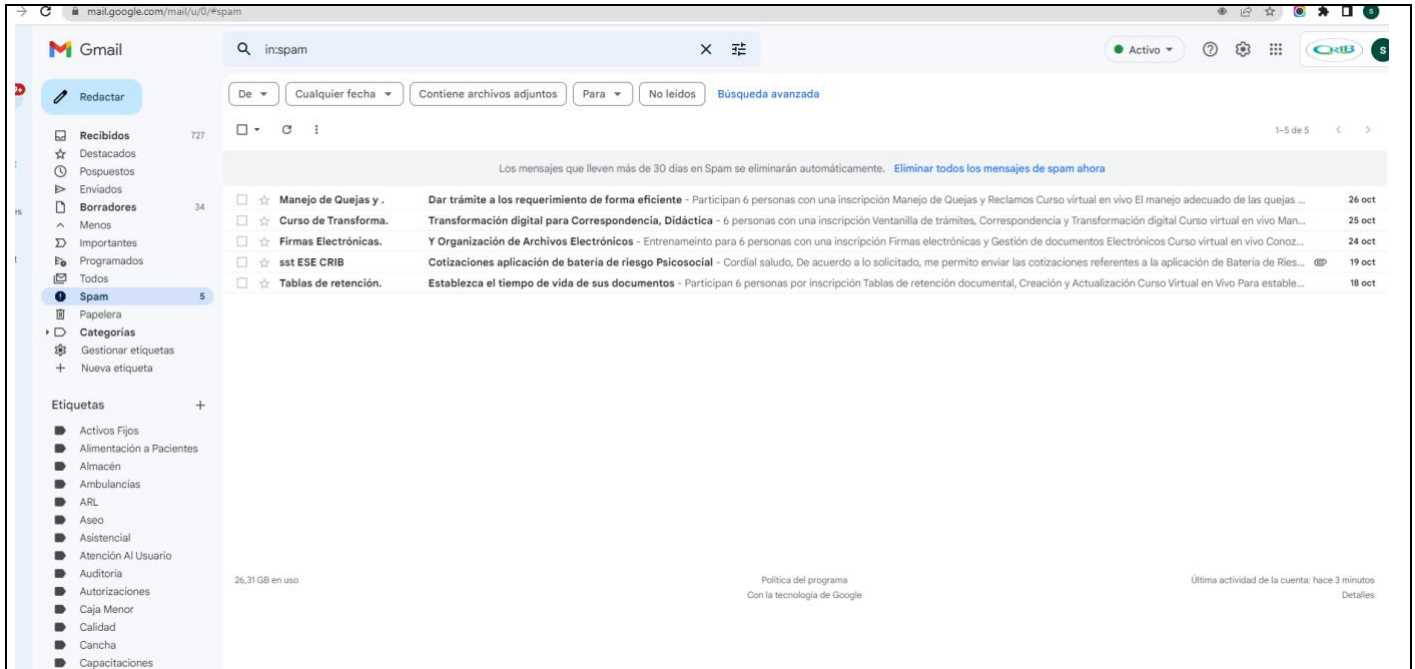 mail.google.com/mail/u/0/#spam
Gmail
in:spam
Activo
CRIB
S
Redactar
De
Cualquier fecha
Contiene archivos adjuntos
Para
No leídos
Búsqueda avanzada
1–5 de 5
Recibidos 727
Destacados
Pospuestos
Enviados
Borradores 34
Menos
Importantes
Programados
Todos
Spam 5
Papelera
Categorías
Gestionar etiquetas
Nueva etiqueta
Etiquetas
Activos Fijos
Alimentación a Pacientes
Almacén
Ambulancias
ARL
Aseo
Asistencial
Atención Al Usuario
Auditoría
Autorizaciones
Caja Menor
Calidad
Cancha
Capacitaciones
Los mensajes que lleven más de 30 días en Spam se eliminarán automáticamente. Eliminar todos los mensajes de spam ahora
Manejo de Quejas y . Dar trámite a los requerimiento de forma eficiente - Participan 6 personas con una inscripción Manejo de Quejas y Reclamos Curso virtual en vivo El manejo adecuado de las quejas ... 26 oct
Curso de Transforma. Transformación digital para Correspondencia, Didáctica - 6 personas con una inscripción Ventanilla de trámites, Correspondencia y Transformación digital Curso virtual en vivo Man... 25 oct
Firmas Electrónicas. Y Organización de Archivos Electrónicos - Entrenameinto para 6 personas con una inscripción Firmas electrónicas y Gestión de documentos Electrónicos Curso virtual en vivo Conoz... 24 oct
sst ESE CRIB Cotizaciones aplicación de batería de riesgo Psicosocial - Cordial saludo, De acuerdo a lo solicitado, me permito enviar las cotizaciones referentes a la aplicación de Batería de Ries... 19 oct
Tablas de retención. Establezca el tiempo de vida de sus documentos - Participan 6 personas por inscripción Tablas de retención documental, Creación y Actualización Curso Virtual en Vivo Para estable... 18 oct
26,31 GB en uso
Política del programa
Con la tecnología de Google
Última actividad de la cuenta: hace 3 minutos
Detalles